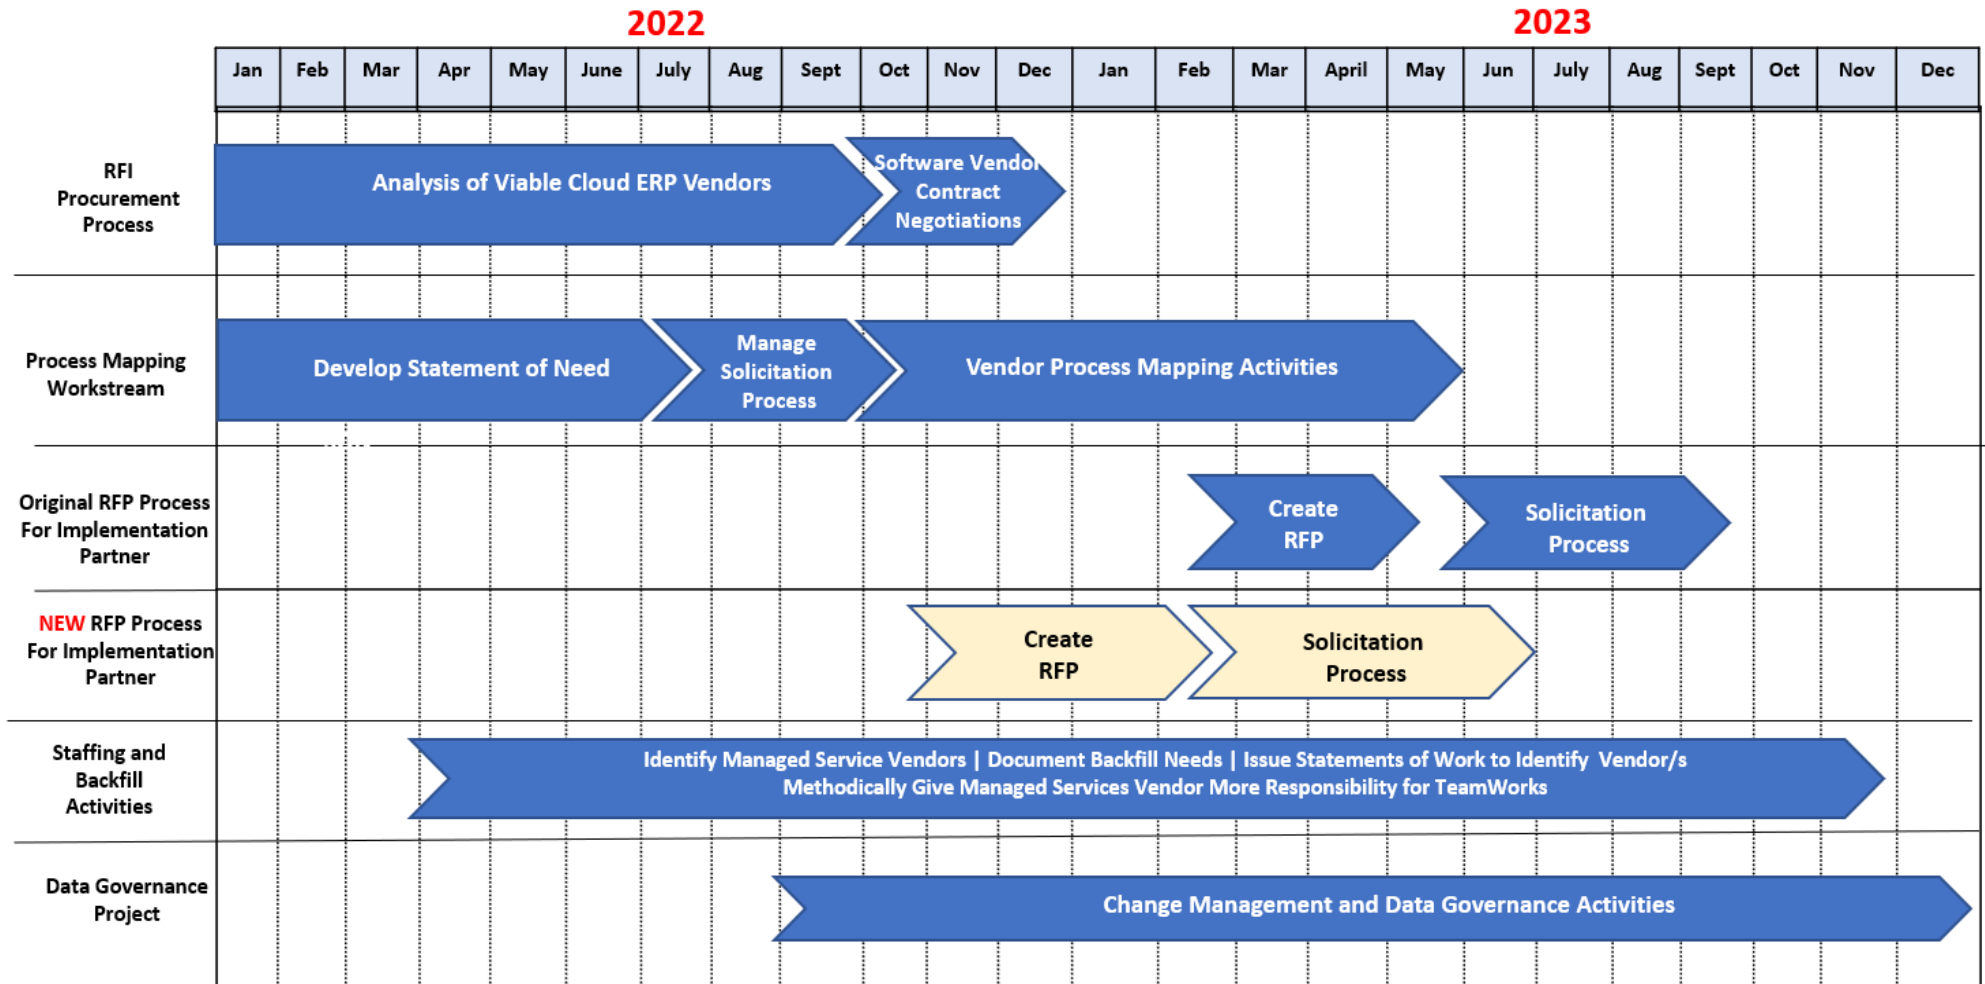 2022
2023
Jan Feb Mar Apr May June July Aug Sept Oct Nov Dec Jan Feb Mar April May Jun July Aug Sept Oct Nov Dec
RFI
Procurement
Process
Analysis of Viable Cloud ERP Vendors
Software Vendor
Contract
Negotiations
Process Mapping
Workstream
Develop Statement of Need
Manage
Solicitation
Process
Vendor Process Mapping Activities
Original RFP Process
For Implementation
Partner
Create
RFP
Solicitation
Process
NEW RFP Process
For Implementation
Partner
Create
RFP
Solicitation
Process
Staffing and
Backfill
Activities
Identify Managed Service Vendors | Document Backfill Needs | Issue Statements of Work to Identify Vendor/s
Methodically Give Managed Services Vendor More Responsibility for TeamWorks
Data Governance
Project
Change Management and Data Governance Activities